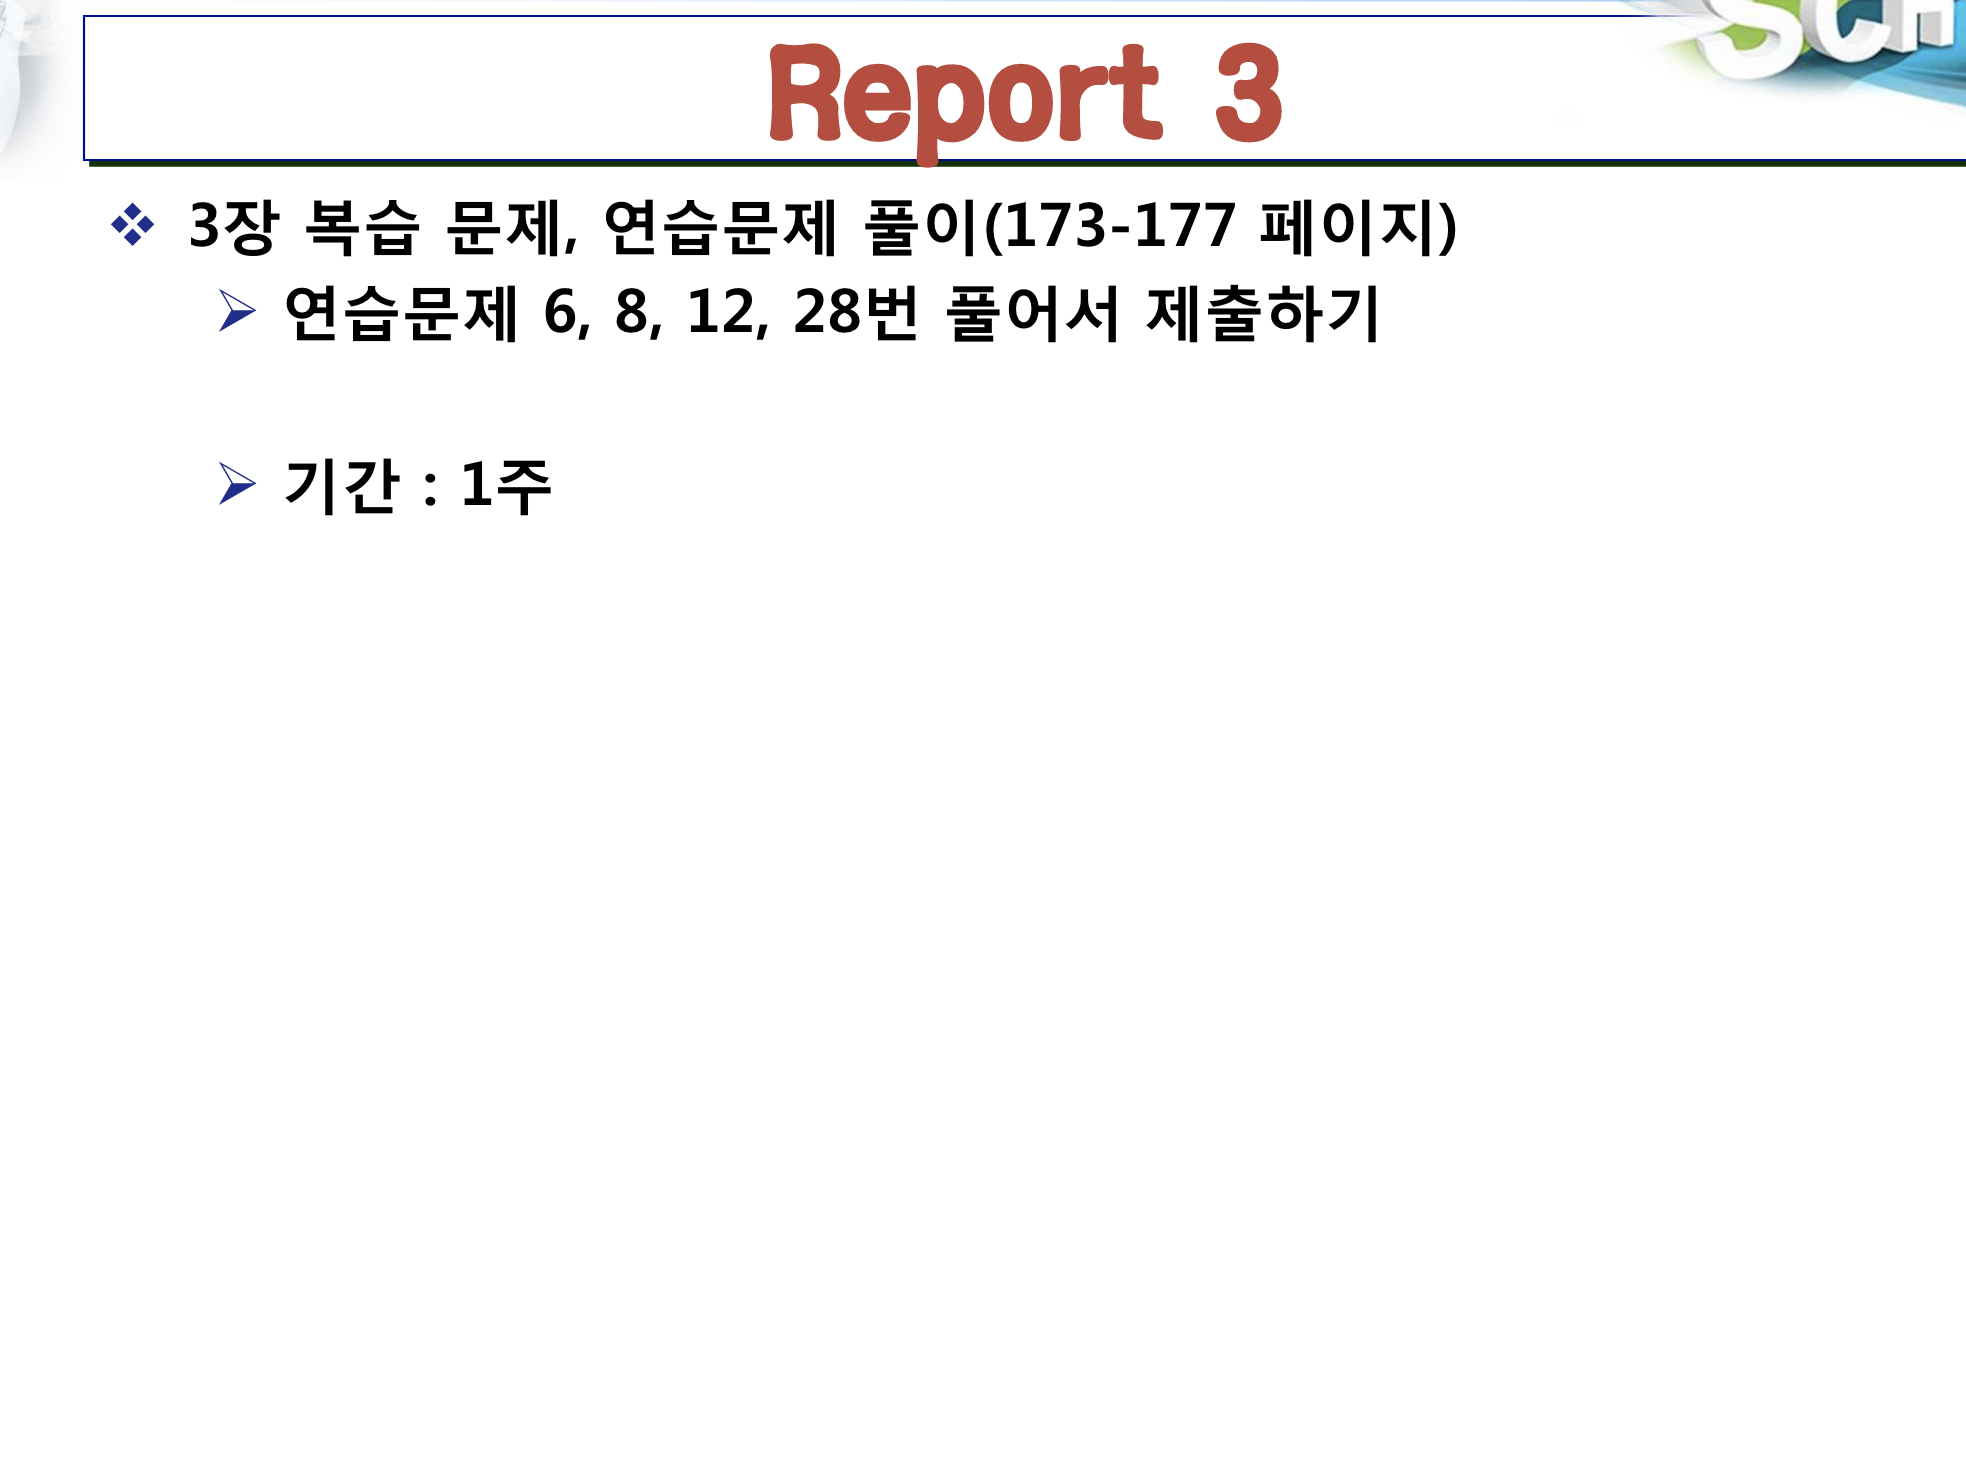 SCH
Report 3
3장 복습 문제, 연습문제 풀이(173-177 페이지)
연습문제 6, 8, 12, 28번 풀어서 제출하기
기간 : 1주